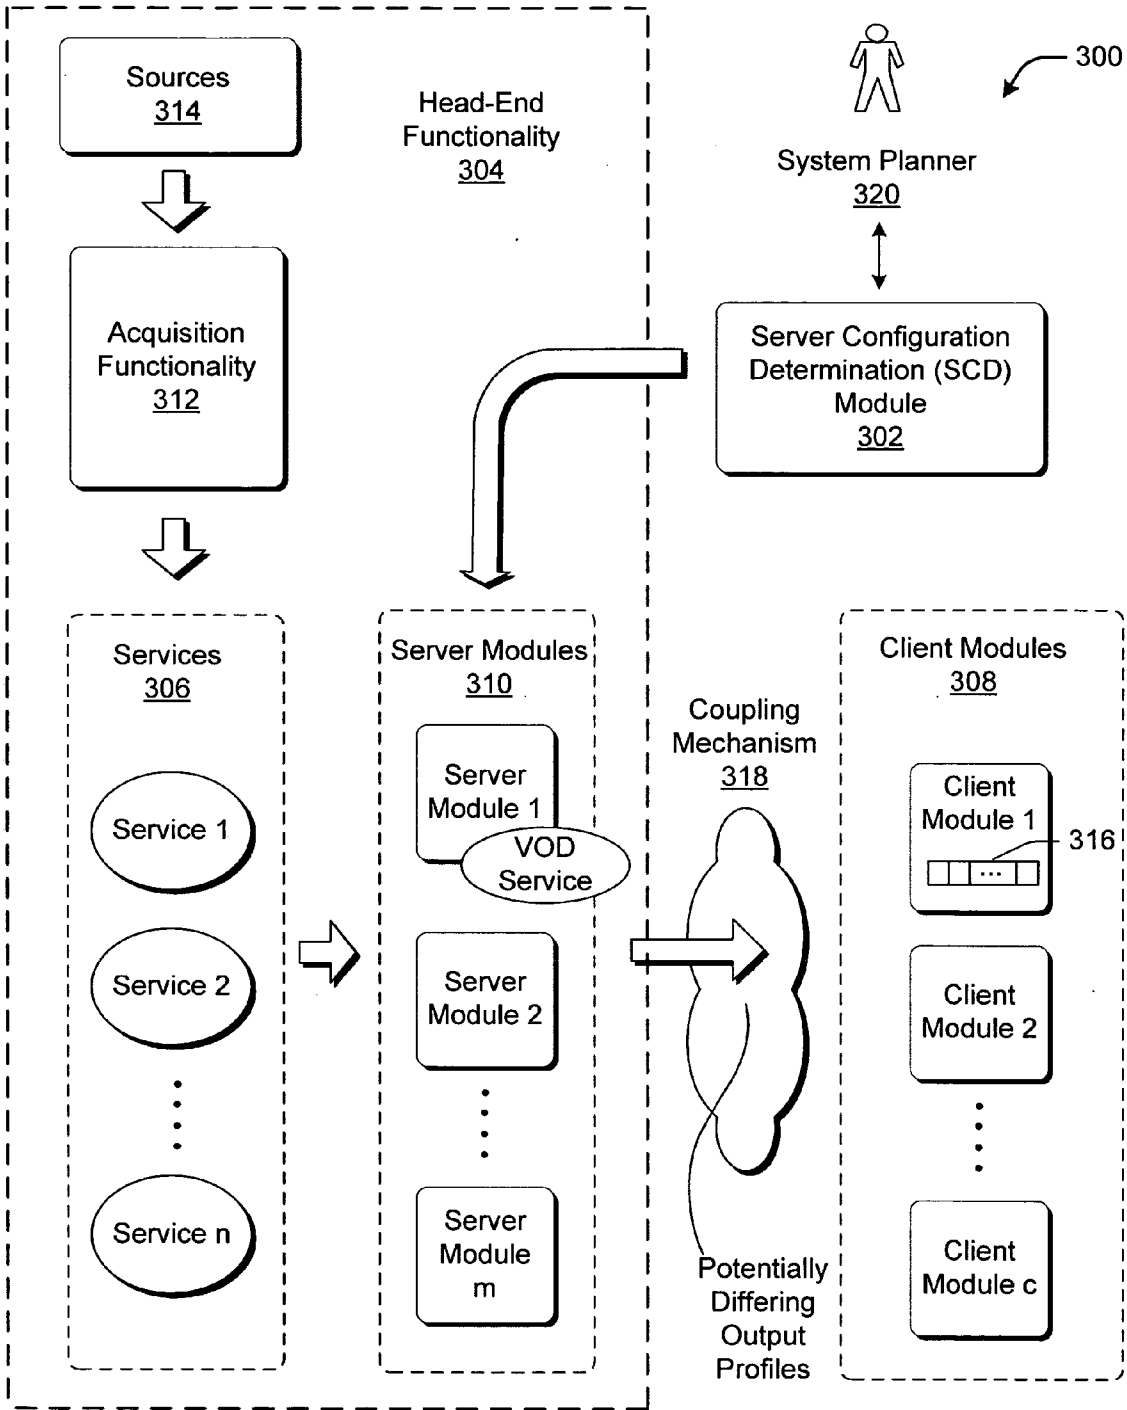 Sources
314
Head-End
Functionality
304
300
System Planner
320
Acquisition
Functionality
312
Server Configuration
Determination (SCD)
Module
302
Services
306
Service 1
Service 2
Service n
Server Modules
310
Server
Module 1
VOD
Service
Server
Module 2
Server
Module
m
Coupling
Mechanism
318
Potentially
Differing
Output
Profiles
Client Modules
308
Client
Module 1
316
Client
Module 2
Client
Module c